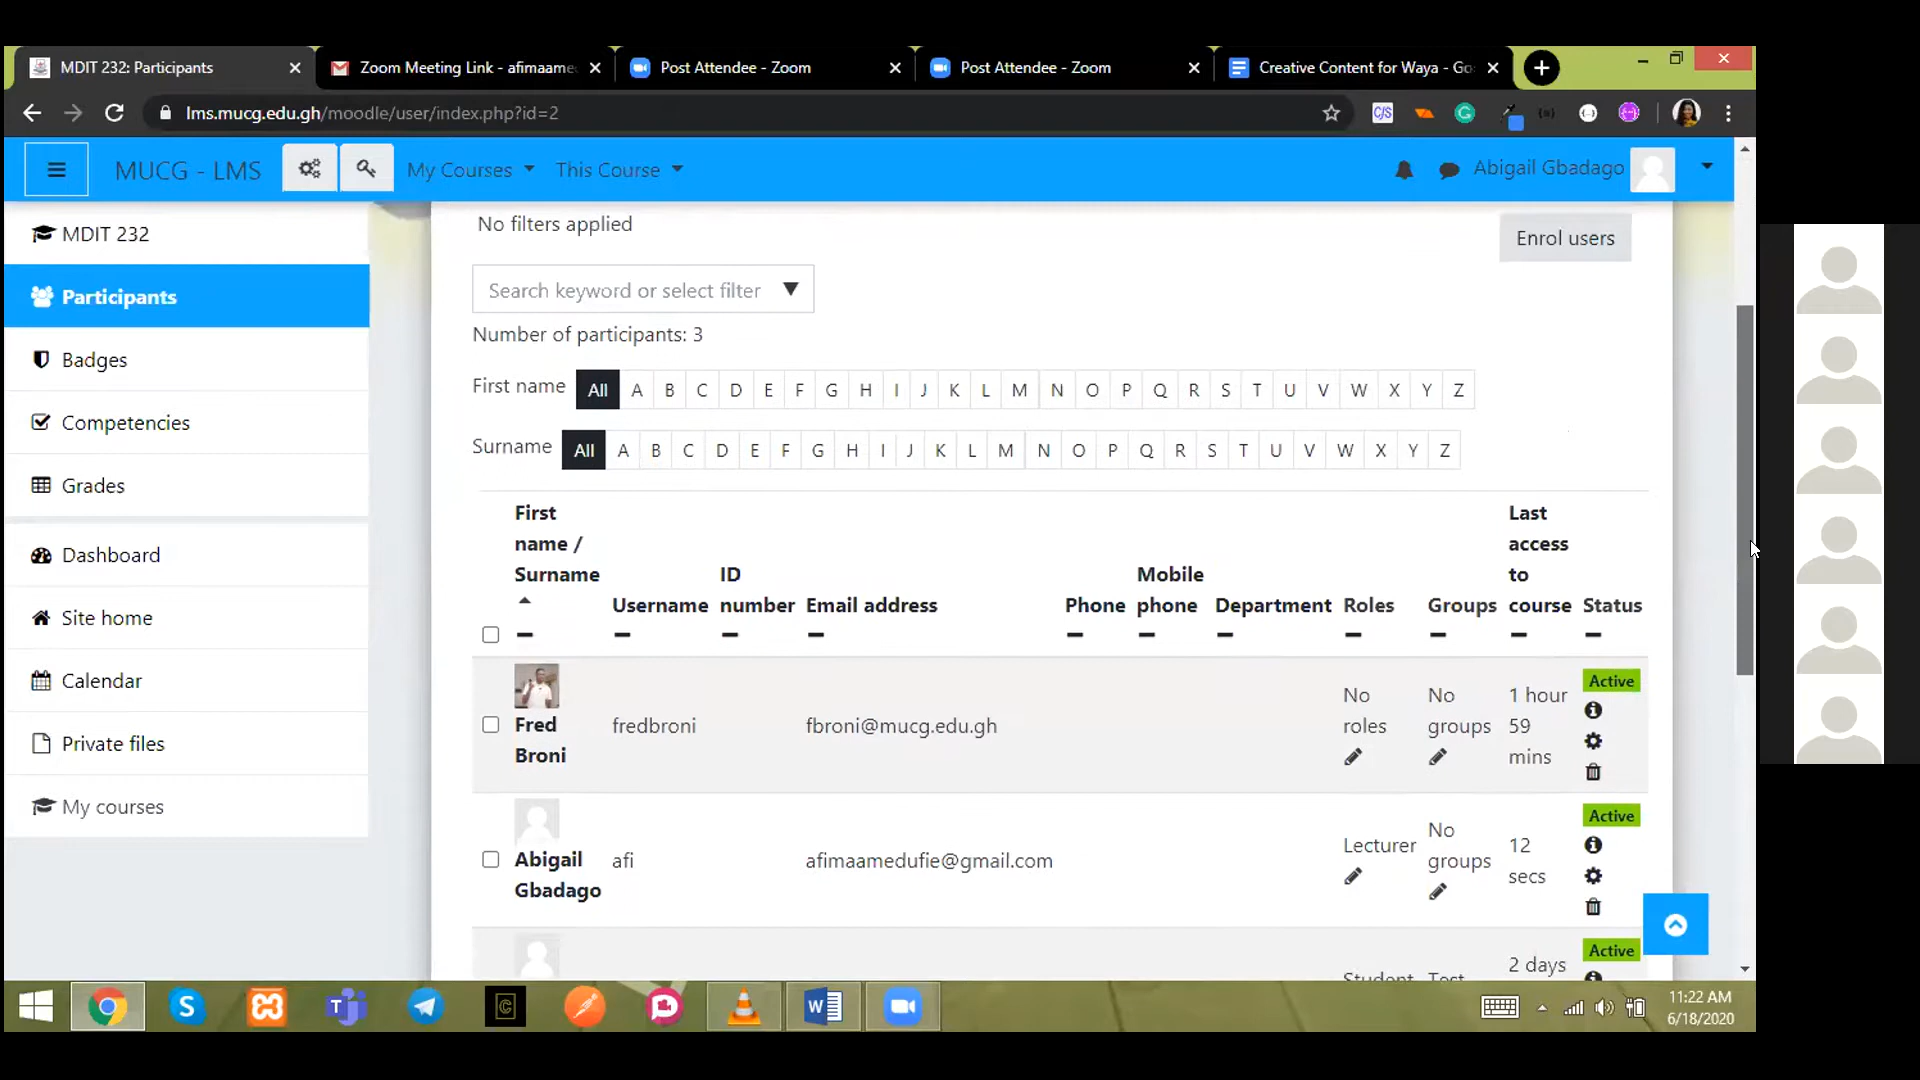 MDIT 232: Participants
Zoom Meeting Link - afimaame
Post Attendee - Zoom
Post Attendee - Zoom
Creative Content for Waya - Go
lms.mucg.edu.gh/moodle/user/index.php?id=2
MUCG - LMS
My Courses
This Course
Abigail Gbadago
MDIT 232
Participants
Badges
Competencies
Grades
Dashboard
Site home
Calendar
Private files
My courses
No filters applied
Enrol users
Search keyword or select filter
Number of participants: 3
First name All A B C D E F G H I J K L M N O P Q R S T U V W X Y Z
Surname All A B C D E F G H I J K L M N O P Q R S T U V W X Y Z
First name / Surname Username ID number Email address Phone Mobile phone Department Roles Groups Last access to course Status
Fred Broni fredbroni fbroni@mucg.edu.gh No roles No groups 1 hour 59 mins Active
Abigail Gbadago afi afimaamedufie@gmail.com Lecturer No groups 12 secs Active
Student Test 2 days Active
11:22 AM
6/18/2020